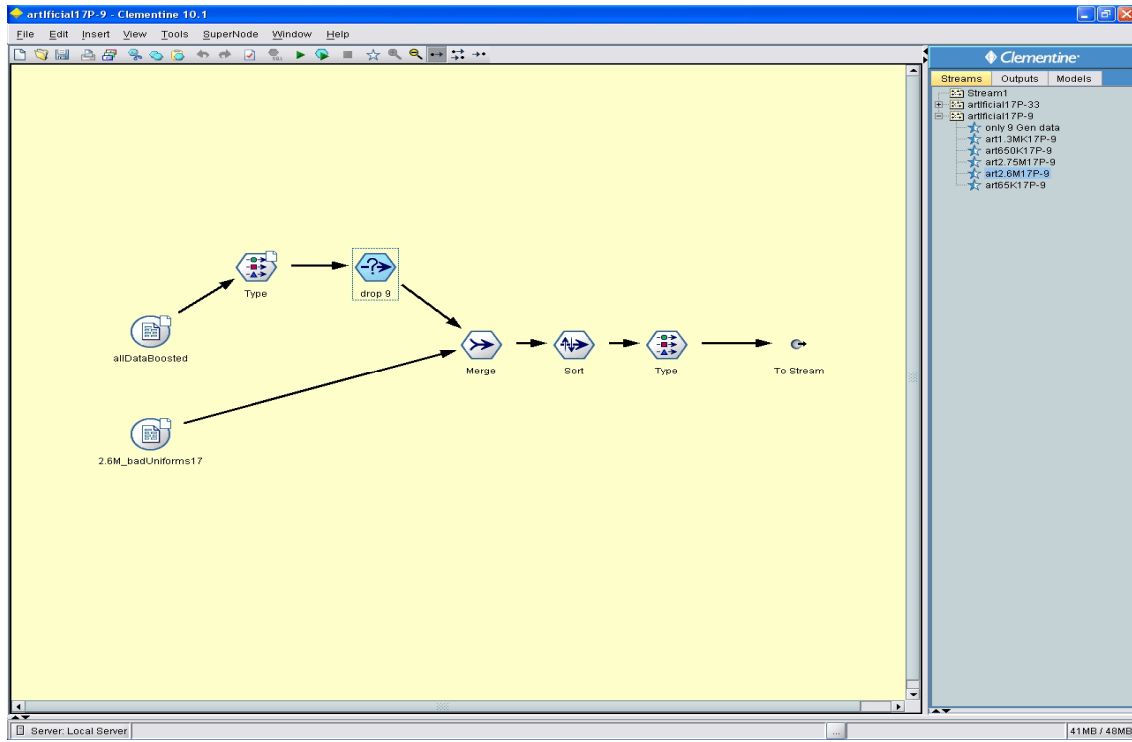 artIficial17P-9 - Clementine 10.1
File Edit Insert View Tools SuperNode Window Help
Clementine
Streams Outputs Models
Stream1
artIficial17P-33
artIficial17P-9
only 9 Gen data
art1.3MK17P-9
art650K17P-9
art2.75M17P-9
art2.6M17P-9
art65K17P-9
Type
drop 9
allDataBoosted
Merge
Sort
Type
To Stream
2.6M_badUniforms17
Server: Local Server
...
41MB / 48MB